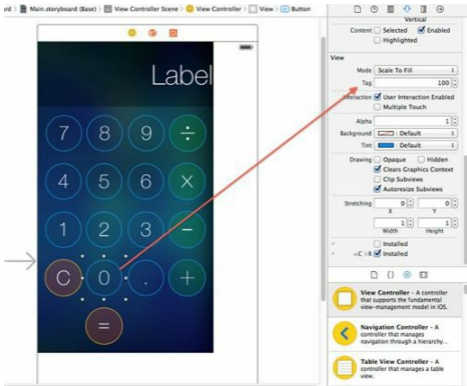 Main.storyboard (Base) View Controller Scene View Controller View Button
Label
7 8 9 ÷
4 5 6 X
1 2 3 −
C 0 . +
=
Vertical
Content Selected Enabled
Highlighted
View
Mode Scale To Fill
Tag 100
Interaction User Interaction Enabled
Multiple Touch
Alpha 1
Background Default
Tint Default
Drawing Opaque Hidden
Clears Graphics Context
Clip Subviews
Autoresize Subviews
Stretching 0 0
X Y
1 1
Width Height
Installed
wC hR Installed
{}
View Controller - A controller
that supports the fundamental
view-management model in iOS.
Navigation Controller - A
controller that manages
navigation through a hierarchy...
Table View Controller - A
controller that manages a table
view.